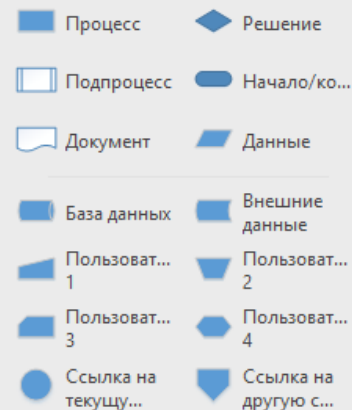 Процесс
Решение
Подпроцесс
Начало/ко...
Документ
Данные
База данных
Внешние
данные
Пользоват...
1
Пользоват...
2
Пользоват...
3
Пользоват...
4
Ссылка на
текущу...
Ссылка на
другую с...